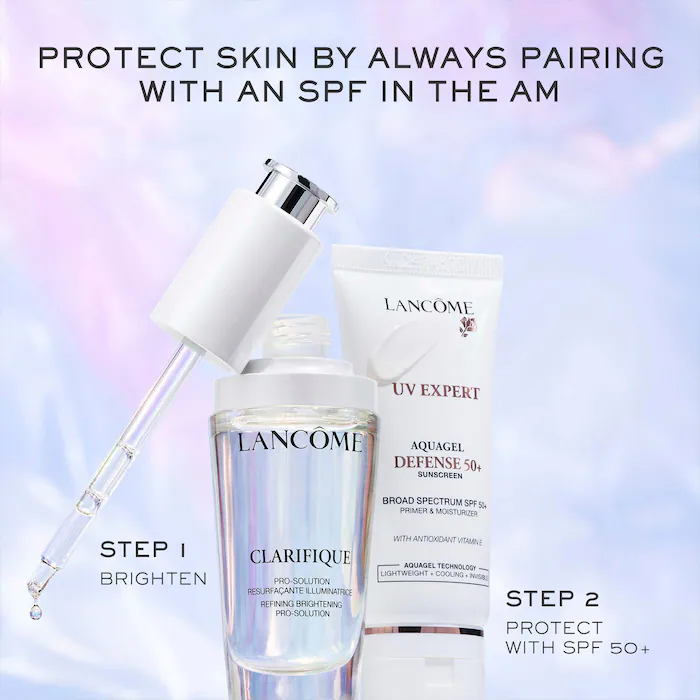 PROTECT SKIN BY ALWAYS PAIRING
WITH AN SPF IN THE AM
LANCÔME
UV EXPERT
AQUAGEL
DEFENSE 50+
SUNSCREEN
BROAD SPECTRUM SPF 50+
PRIMER & MOISTURIZER
WITH ANTIOXIDANT VITAMIN E
AQUAGEL TECHNOLOGY
LIGHTWEIGHT + COOLING + INVISIBLE
LANCÔME
CLARIFIQUE
PRO-SOLUTION
RESURFAÇANTE ILLUMINATRICE
REFINING BRIGHTENING
PRO-SOLUTION
STEP 1
BRIGHTEN
STEP 2
PROTECT
WITH SPF 50+